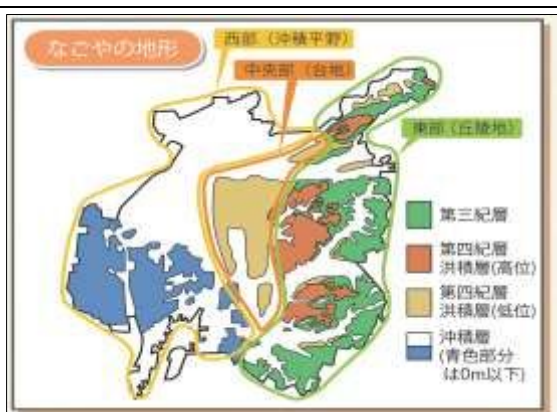 なごやの地形
西部（沖積平野）
中央部（台地）
東部（丘陵地）
第三紀層
第四紀層
洪積層(高位)
第四紀層
洪積層(低位)
沖積層
(青色部分
は0m以下)